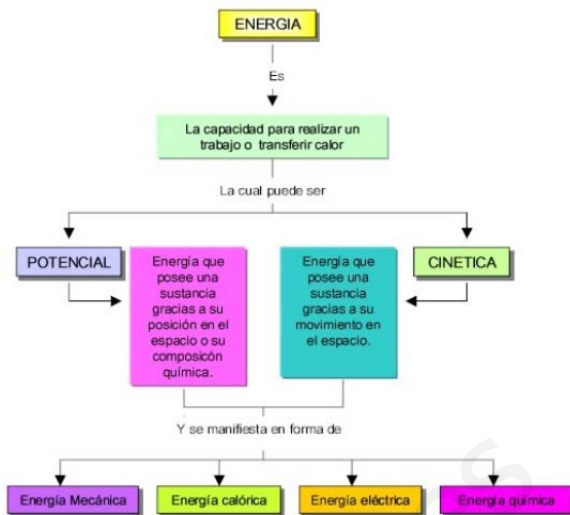 ENERGIA
Es
La capacidad para realizar un
trabajo o transferir calor
La cual puede ser
POTENCIAL
Energía que
posee una
sustancia
gracias a su
posición en el
espacio o su
composicón
química.
Energía que
posee una
sustancia
gracias a su
movimiento en
el espacio.
CINETICA
Y se manifiesta en forma de
Energía Mecánica
Energía calórica
Energía eléctrica
Energía química